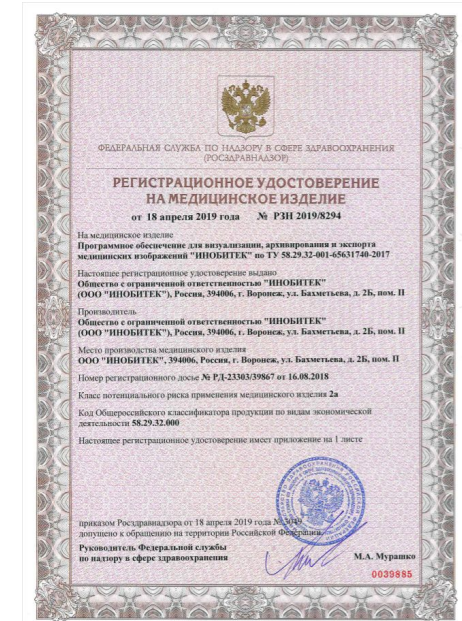 ФЕДЕРАЛЬНАЯ СЛУЖБА ПО НАДЗОРУ В СФЕРЕ ЗДРАВООХРАНЕНИЯ
(РОСЗДРАВНАДЗОР)
РЕГИСТРАЦИОННОЕ УДОСТОВЕРЕНИЕ
НА МЕДИЦИНСКОЕ ИЗДЕЛИЕ
от 18 апреля 2019 года № РЗН 2019/8294
На медицинское изделие
Программное обеспечение для визуализации, архивирования и экспорта
медицинских изображений "ИНОБИТЕК" по ТУ 58.29.32-001-65631740-2017
Настоящее регистрационное удостоверение выдано
Общество с ограниченной ответственностью "ИНОБИТЕК"
(ООО "ИНОБИТЕК"), Россия, 394006, г. Воронеж, ул. Бахметьева, д. 2Б, пом. II
Производитель
Общество с ограниченной ответственностью "ИНОБИТЕК"
(ООО "ИНОБИТЕК"), Россия, 394006, г. Воронеж, ул. Бахметьева, д. 2Б, пом. II
Место производства медицинского изделия
ООО "ИНОБИТЕК", 394006, Россия, г. Воронеж, ул. Бахметьева, д. 2Б, пом. II
Номер регистрационного досье № РД-23303/39867 от 16.08.2018
Класс потенциального риска применения медицинского изделия 2а
Код Общероссийского классификатора продукции по видам экономической
деятельности 58.29.32.000
Настоящее регистрационное удостоверение имеет приложение на 1 листе
приказом Росздравнадзора от 18 апреля 2019 года № 3049
допущено к обращению на территории Российской Федерации.
Руководитель Федеральной службы
по надзору в сфере здравоохранения
М.А. Мурашко
0039885